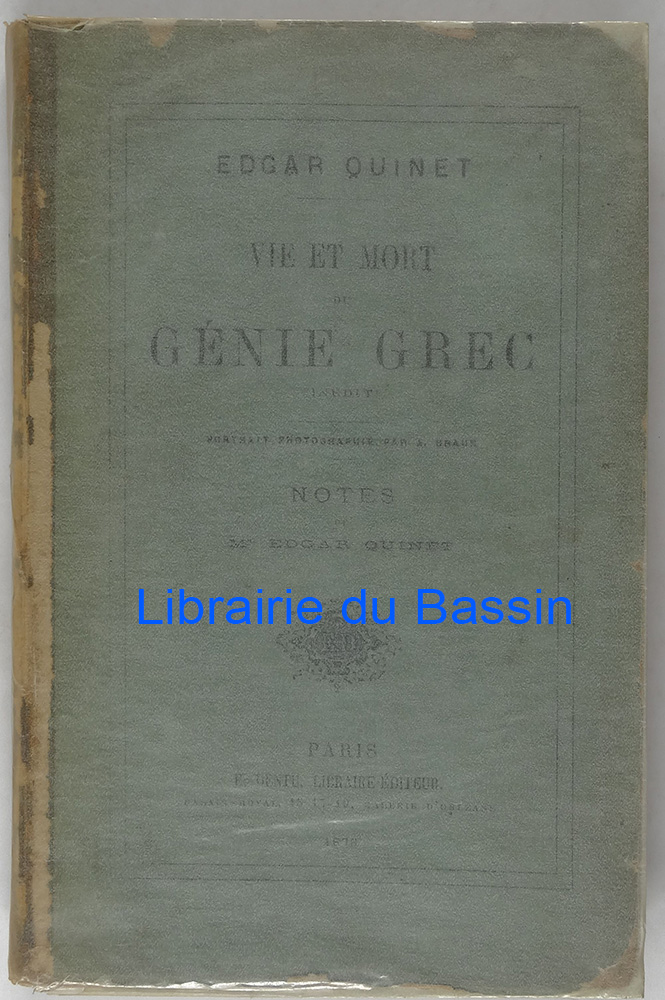 EDGAR QUINET
VIE ET MORT
DU
GÉNIE GREC
INÉDIT
PORTRAIT PHOTOGRAPHIÉ PAR A. BRAUN
NOTES
DE
Mᵉ EDGAR QUINET
Librairie du Bassin
PARIS
E. DENTU, LIBRAIRE-ÉDITEUR,
PALAIS-ROYAL, 15-17-19, GALERIE D'ORLÉANS